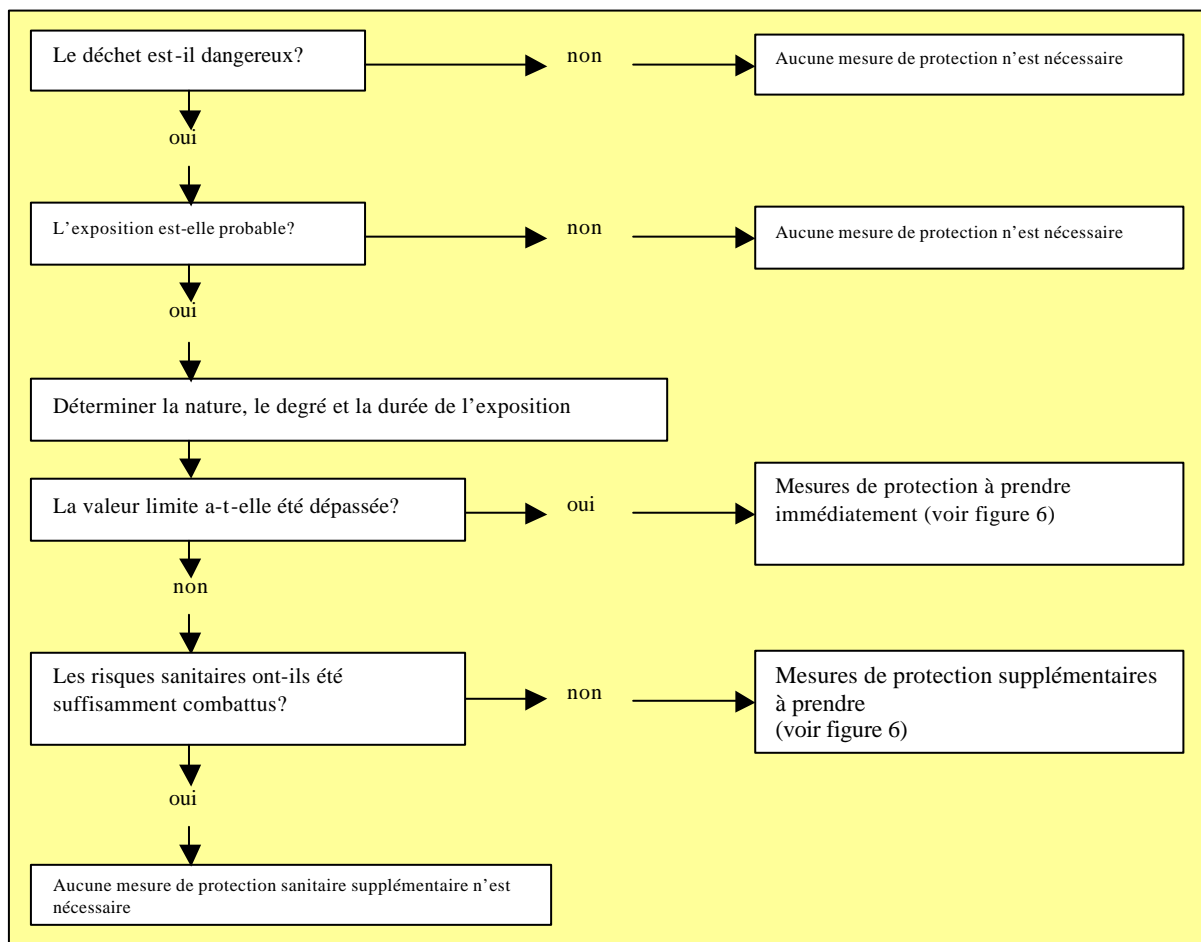 Le déchet est-il dangereux?
non
Aucune mesure de protection n'est nécessaire
oui
L'exposition est-elle probable?
non
Aucune mesure de protection n'est nécessaire
oui
Déterminer la nature, le degré et la durée de l'exposition
La valeur limite a-t-elle été dépassée?
oui
Mesures de protection à prendre
immédiatement (voir figure 6)
non
Les risques sanitaires ont-ils été
suffisamment combattus?
non
Mesures de protection supplémentaires
à prendre
(voir figure 6)
oui
Aucune mesure de protection sanitaire supplémentaire n'est
nécessaire